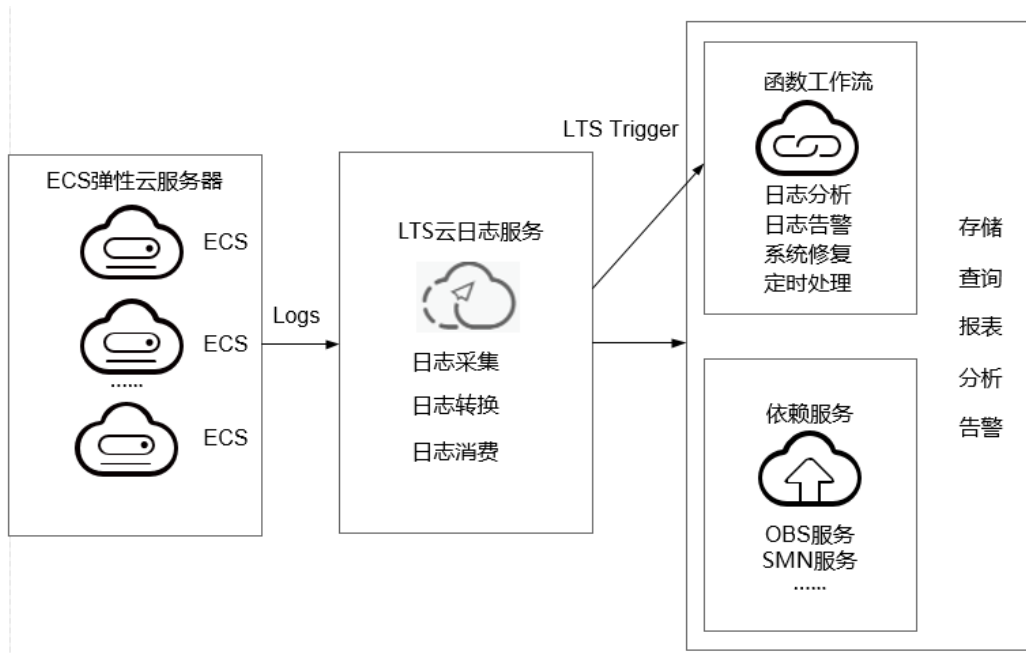 ECS弹性云服务器
ECS
ECS
......
ECS
Logs
LTS云日志服务
日志采集
日志转换
日志消费
LTS Trigger
函数工作流
日志分析
日志告警
系统修复
定时处理
依赖服务
OBS服务
SMN服务
......
存储
查询
报表
分析
告警